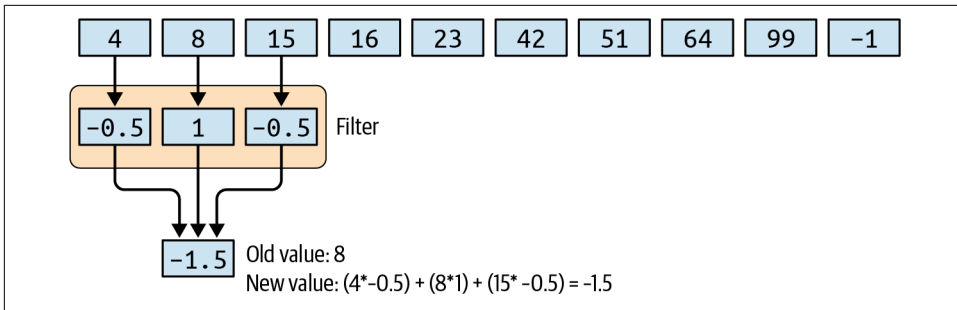 4 8 15 16 23 42 51 64 99 −1
−0.5 1 −0.5 Filter
−1.5 Old value: 8
New value: (4*−0.5) + (8*1) + (15* −0.5) = −1.5